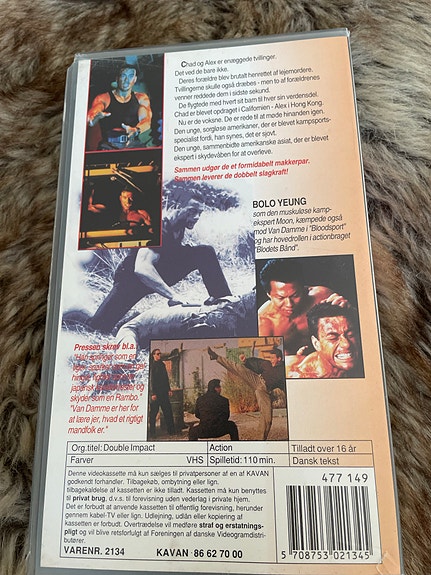 Chad og Alex er enæggede tvillinger.
Det ved de bare ikke.
Deres forældre blev brutalt henrettet af lejemordere.
Tvillingerne skulle også dræbes - men to af forældrenes
venner reddede dem i sidste sekund.
De flygtede med hvert sit barn til hver sin verdensdel.
Chad er blevet opdraget i Californien - Alex i Hong Kong.
Nu er de voksne. De er rede til at møde hinanden igen.
Den unge, sorgløse amerikaner, der er blevet kampsports-
specialist fordi, han synes, det er sjovt.
Den unge, sammenbidte amerikanske asiat, der er blevet
ekspert i skydevåben for at overleve.
Sammen udgør de et formidabelt makkerpar.
Sammen leverer de dobbelt slagkraft!
BOLO YEUNG
som den muskuløse kamp-
ekspert Moon, kæmpede også
mod Van Damme i "Bloodsport"
og har hovedrollen i actionbraget
"Blodets Bånd".
Pressen skrev bl.a.
"Han springer som en
japansk
skyder som en Rambo."
"Van Damme er her for
at lære jer, hvad et rigtigt
mandfolk er."
Org.titel: Double Impact Action Tilladt over 16 år
Farver VHS Spilletid: 110 min. Dansk tekst
Denne videokassette må kun sælges til privatpersoner af en af KAVAN
godkendt forhandler. Tilbagekøb, ombytning eller lign.
tilbagekaldelse af kassetten er ikke tilladt. Kassetten må kun benyttes
til privat brug, d.v.s. til forevisning uden vederlag i private hjem.
Det er forbudt at anvende kassetten til offentlig forevisning, herunder
gennem kabel-TV eller lign. Udlejning, udlån eller kopiering af
kassetten er forbudt. Overtrædelse vil medføre straf og erstatnings-
pligt og vil blive retsforfulgt af Foreningen af danske Videogramdistri-
butører.
VARENR. 2134 KAVAN 86 62 70 00
477 149
5 708753 021345